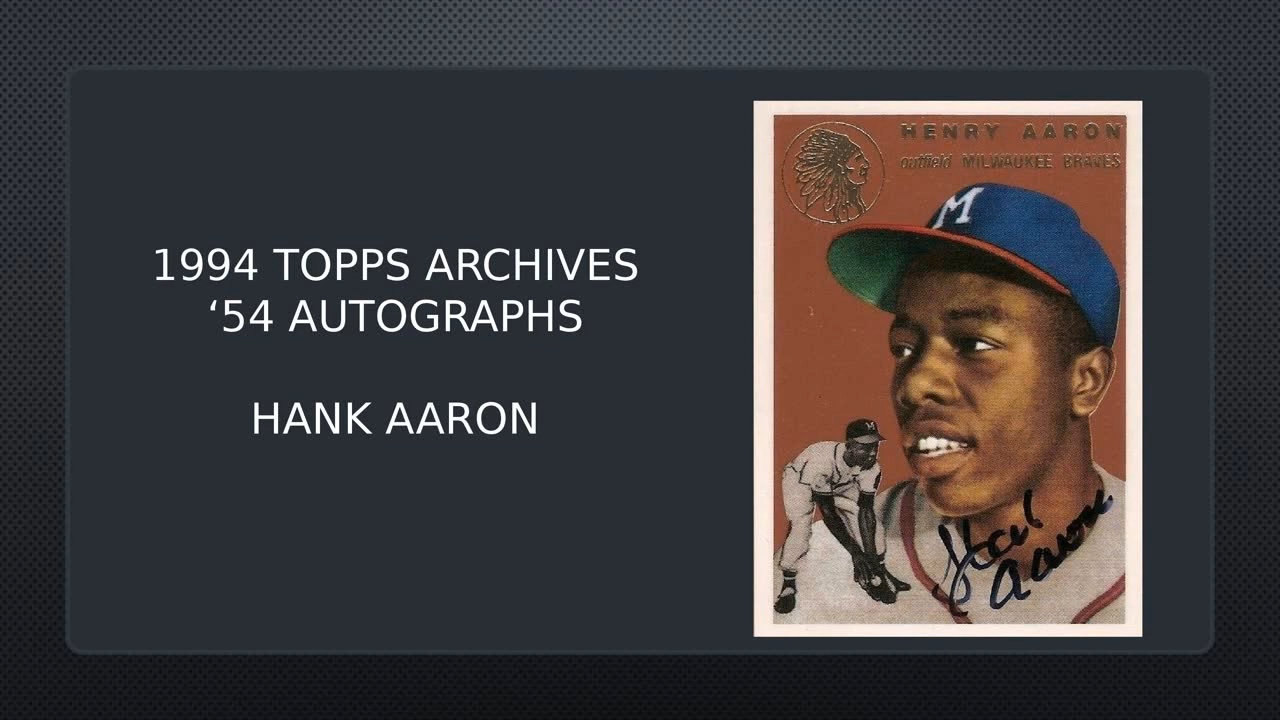 1994 TOPPS ARCHIVES
‘54 AUTOGRAPHS
HANK AARON
HENRY AARON
outfield MILWAUKEE BRAVES
M
M
Hank
Aaron